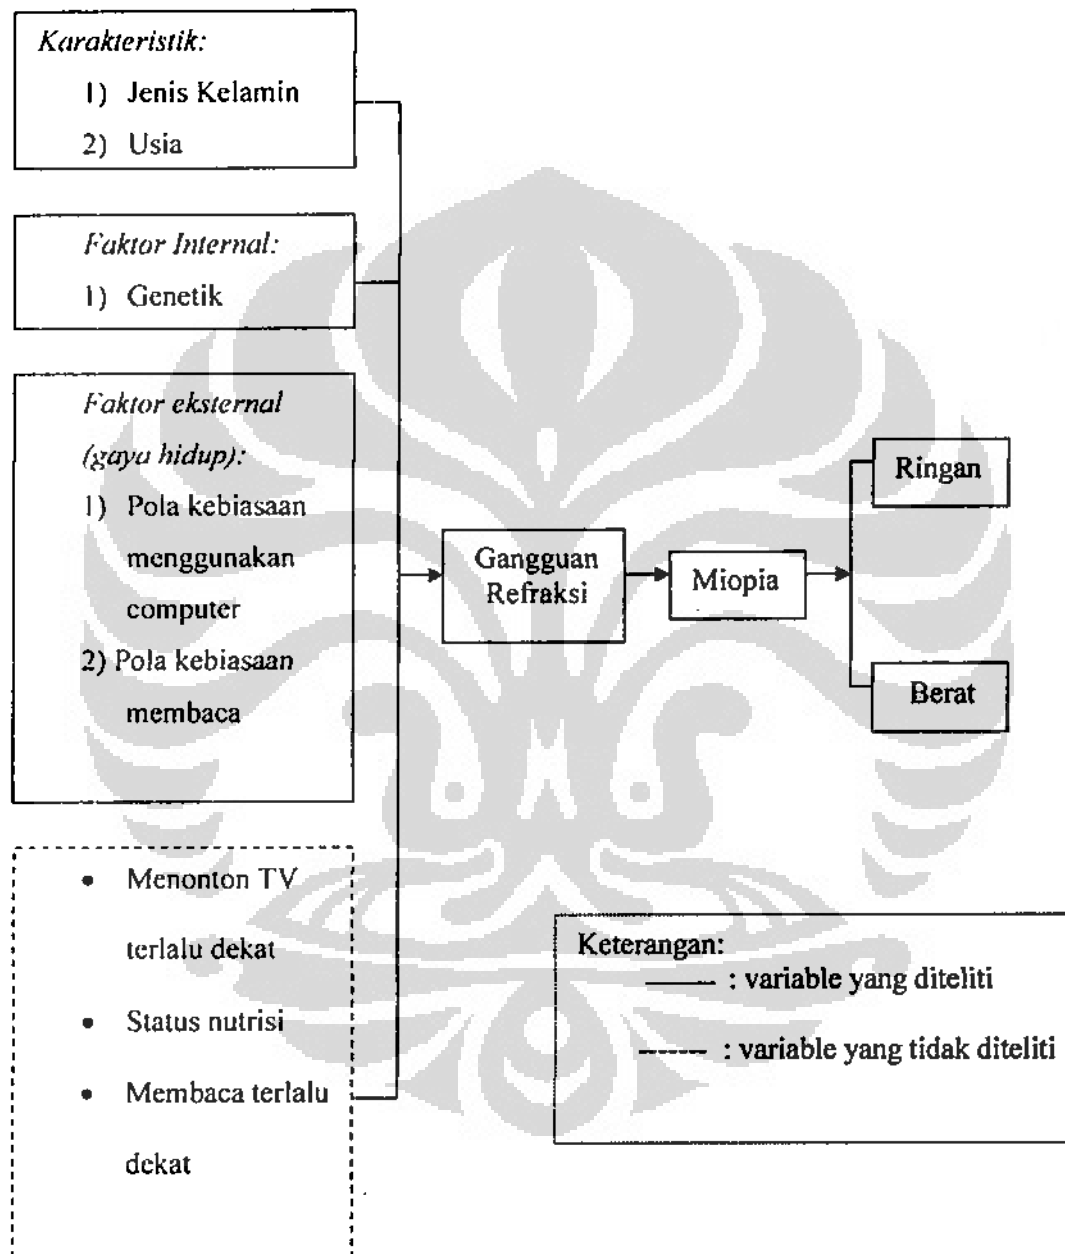 Karakteristik:
1) Jenis Kelamin
2) Usia
Faktor Internal:
1) Genetik
Faktor eksternal
(gaya hidup):
1) Pola kebiasaan
menggunakan
computer
2) Pola kebiasaan
membaca
• Menonton TV
terlalu dekat
• Status nutrisi
• Membaca terlalu
dekat
Gangguan
Refraksi
Miopia
Ringan
Berat
Keterangan:
: variable yang diteliti
: variable yang tidak diteliti